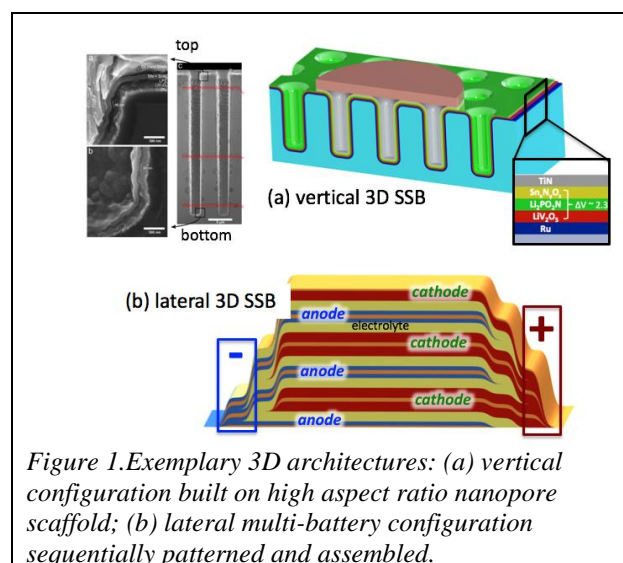 top
a
b
bottom
(a) vertical 3D SSB
TiN
LiV₂O₅
Ru
ΔV ~ 2.3
(b) lateral 3D SSB
cathode
anode
electrolyte
cathode
anode
cathode
anode
-
+
Figure 1.Exemplary 3D architectures: (a) vertical
configuration built on high aspect ratio nanopore
scaffold; (b) lateral multi-battery configuration
sequentially patterned and assembled.